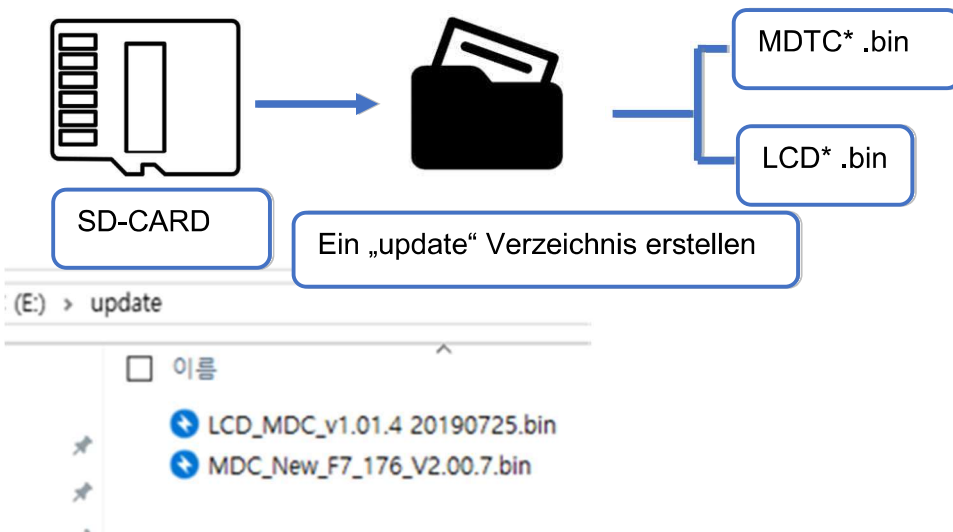 MDTC* .bin
LCD* .bin
SD-CARD
Ein „update“ Verzeichnis erstellen
(E:) > update
이름
LCD_MDC_v1.01.4 20190725.bin
MDC_New_F7_176_V2.00.7.bin